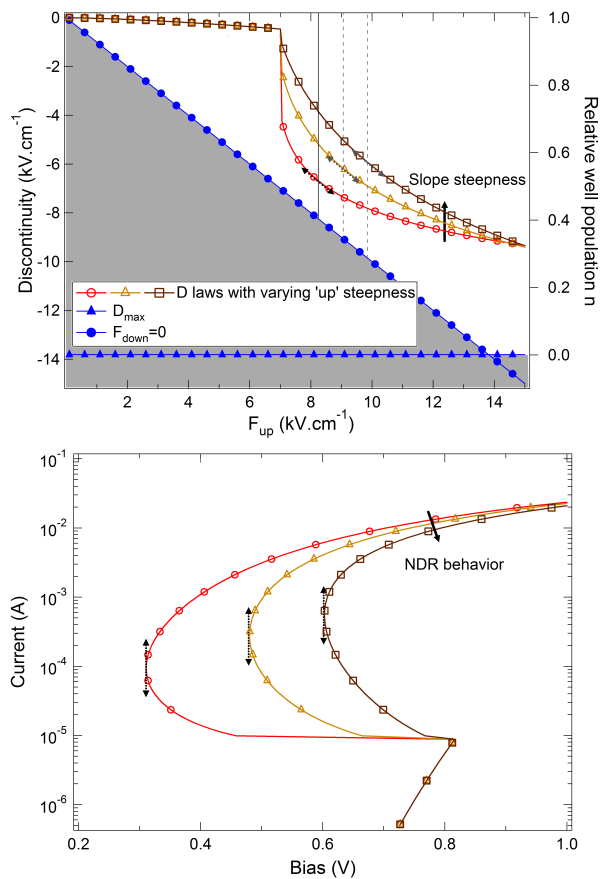 0
-2
-4
-6
-8
-10
-12
-14
Discontinuity (kV.cm⁻¹)
1.0
0.8
0.6
0.4
0.2
0.0
Relative well population n
Slope steepness
D laws with varying 'up' steepness
Dmax
Fdown=0
2 4 6 8 10 12 14
Fup (kV.cm⁻¹)
10⁻¹
10⁻²
10⁻³
10⁻⁴
10⁻⁵
10⁻⁶
Current (A)
NDR behavior
0.2 0.4 0.6 0.8 1.0
Bias (V)